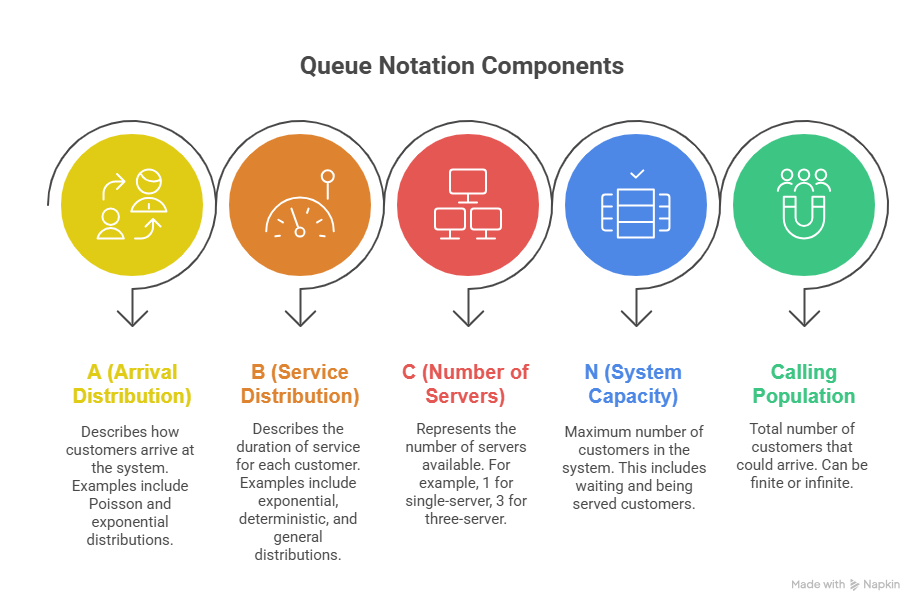 Queue Notation Components
A (Arrival
Distribution)
Describes how
customers arrive at
the system.
Examples include
Poisson and
exponential
distributions.
B (Service
Distribution)
Describes the
duration of service
for each customer.
Examples include
exponential,
deterministic, and
general
distributions.
C (Number of
Servers)
Represents the
number of servers
available. For
example, 1 for
single-server, 3 for
three-server.
N (System
Capacity)
Maximum number of
customers in the
system. This includes
waiting and being
served customers.
Calling
Population
Total number of
customers that
could arrive. Can be
finite or infinite.
Made with Napkin